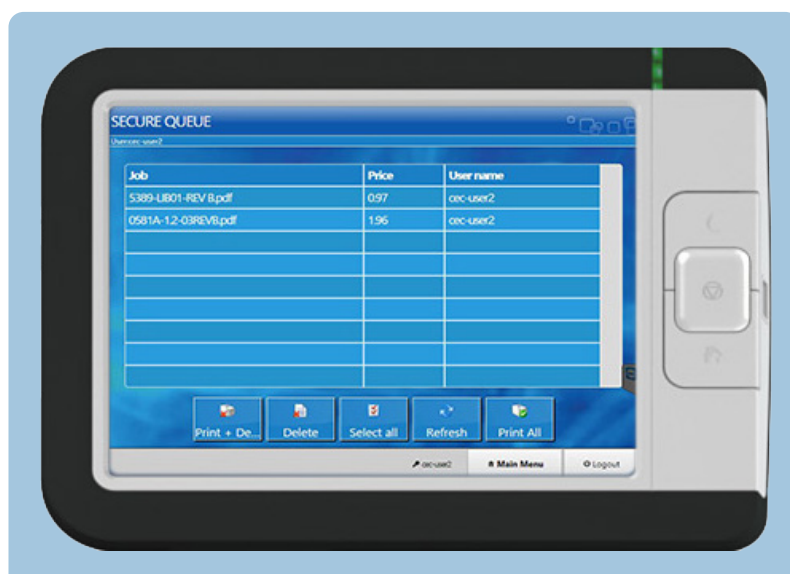 SECURE QUEUE
User:cec-user2
Job Price User name
5389-LIB01-REV B.pdf 0.97 cec-user2
0581A-1.2-03REVB.pdf 1.96 cec-user2
Print + De... Delete Select all Refresh Print All
cec-user2 Main Menu Logout